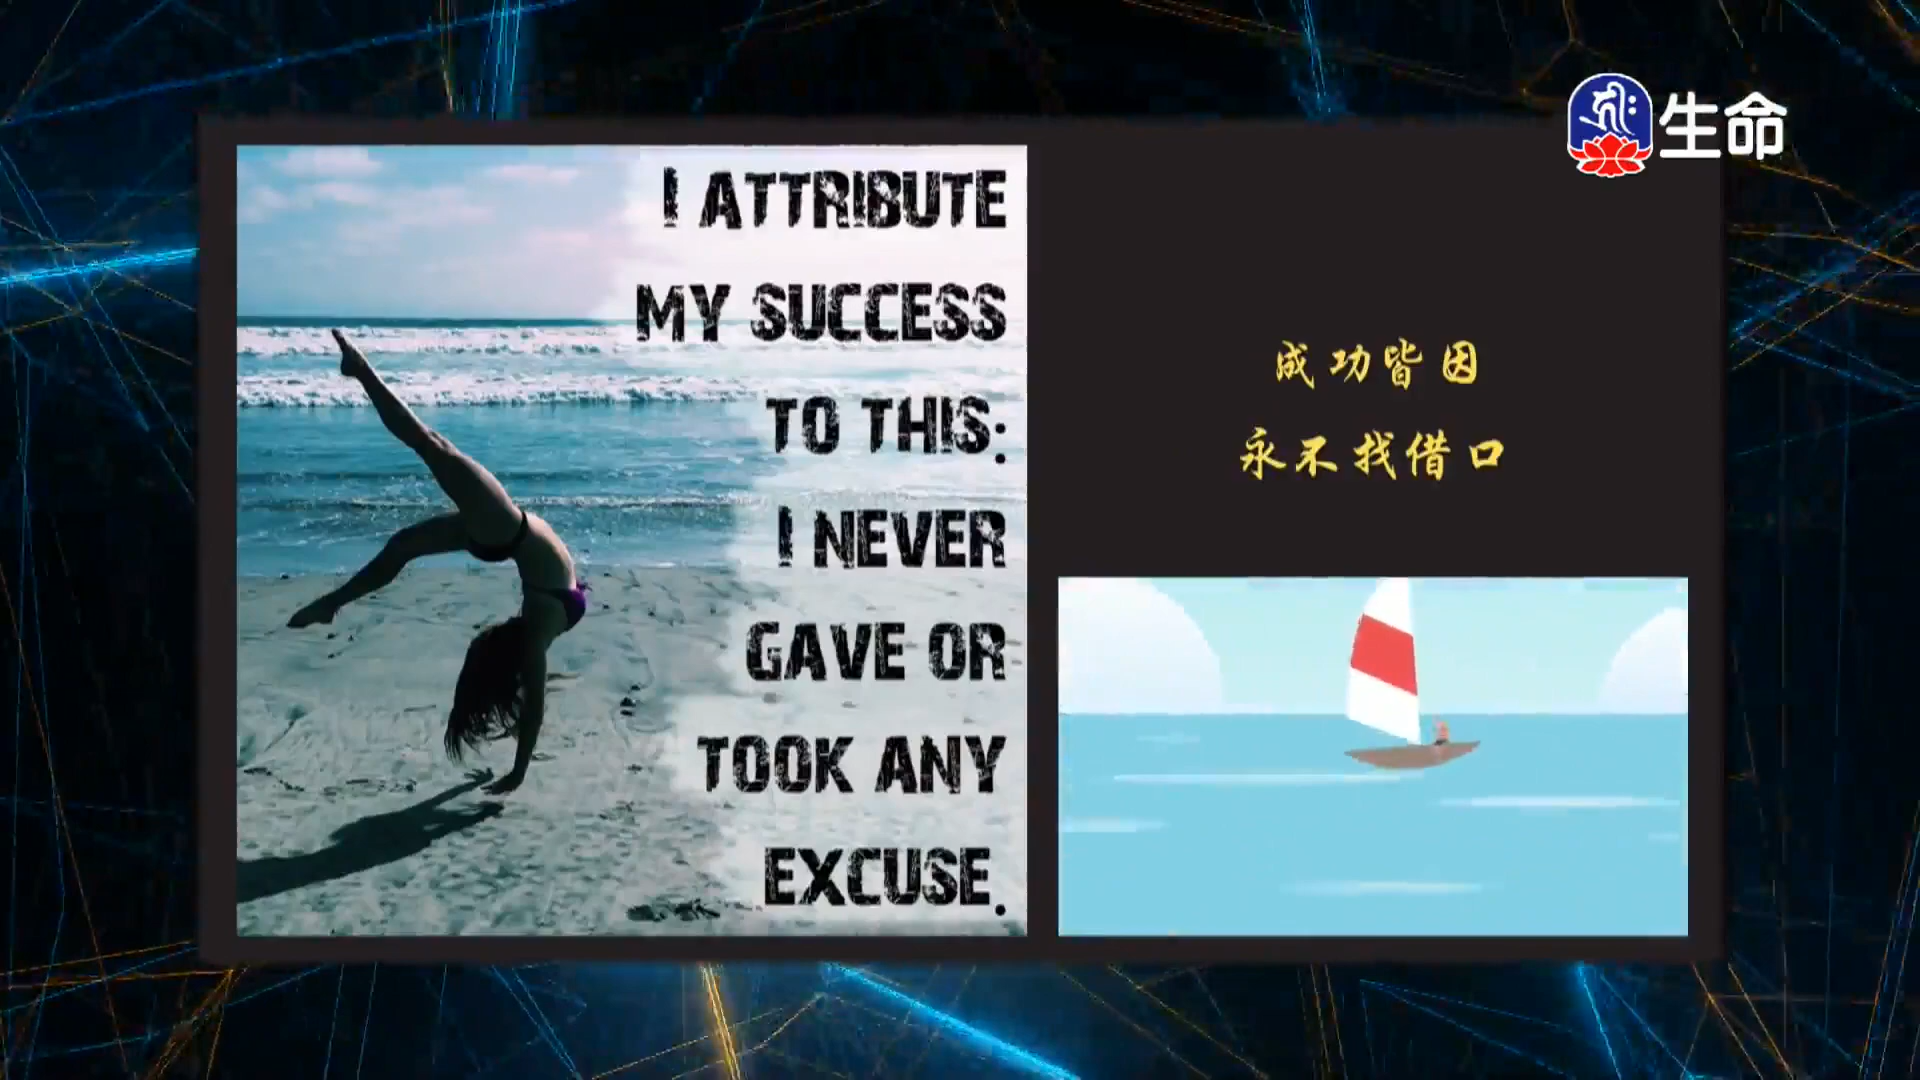 I ATTRIBUTE
MY SUCCESS
TO THIS:
I NEVER
GAVE OR
TOOK ANY
EXCUSE.
生命
成功皆因
永不找借口